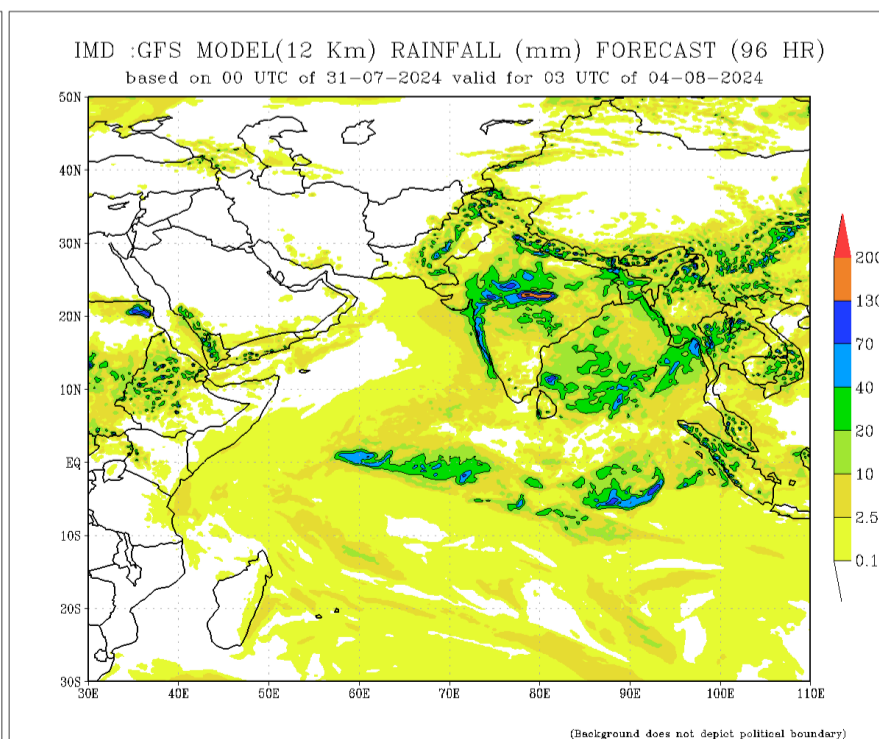 IMD :GFS MODEL(12 Km) RAINFALL (mm) FORECAST (96 HR)
based on 00 UTC of 31-07-2024 valid for 03 UTC of 04-08-2024
50N
40N
30N
20N
10N
EQ
10S
20S
30S
30E 40E 50E 60E 70E 80E 90E 100E 110E
200
130
70
40
20
10
2.5
0.1
(Background does not depict political boundary)